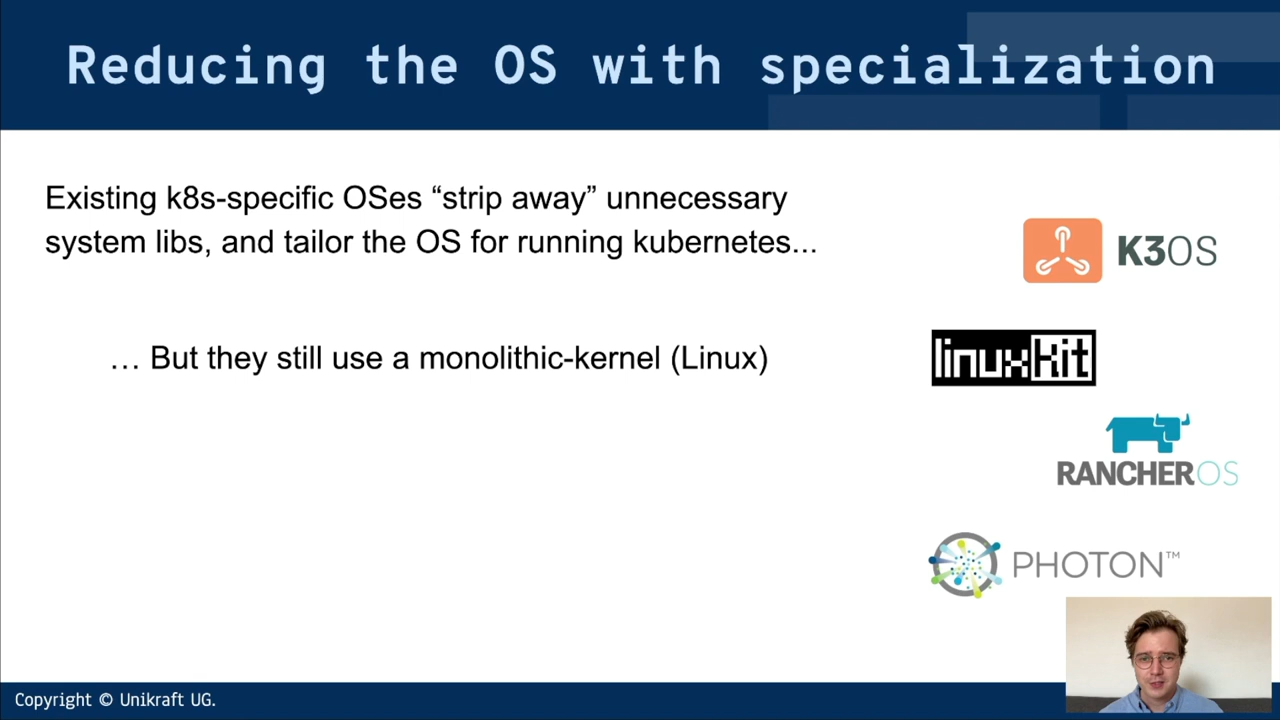 Reducing the OS with specialization
Existing k8s-specific OSes “strip away” unnecessary
system libs, and tailor the OS for running kubernetes...
… But they still use a monolithic-kernel (Linux)
K3OS
linuxKit
RANCHEROS
PHOTON™
Copyright © Unikraft UG.